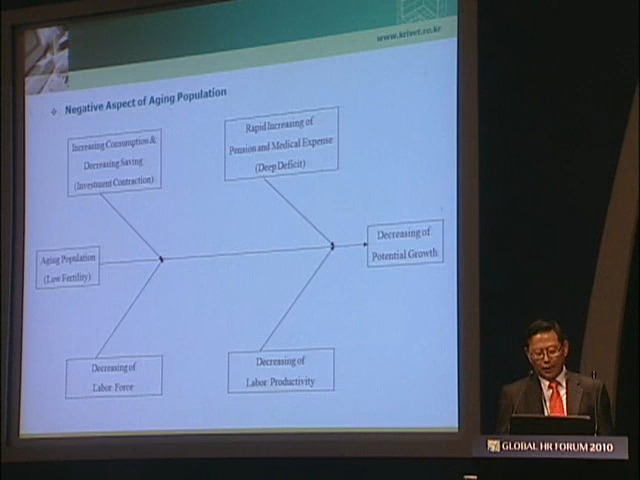 www.krivet.re.kr
Negative Aspect of Aging Population
Increasing Consumption &
Decreasing Saving
(Investment Contraction)
Rapid Increasing of
Pension and Medical Expense
(Deep Deficit)
Aging Population
(Low Fertility)
Decreasing of
Potential Growth
Decreasing of
Labor Force
Decreasing of
Labor Productivity
GLOBAL HR FORUM 2010